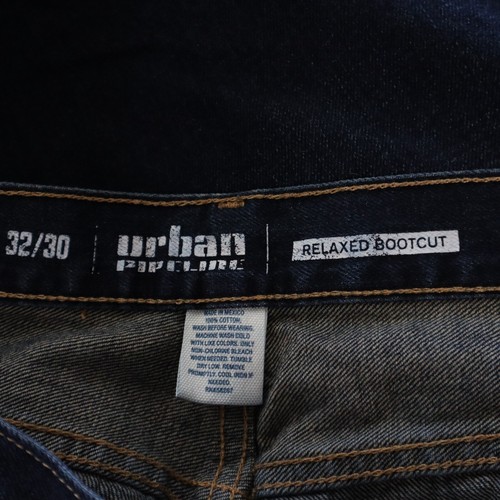 32/30
urban
PIPELINE
RELAXED BOOTCUT
MADE IN MEXICO
100% COTTON.
WASH BEFORE WEARING.
MACHINE WASH COLD
WITH LIKE COLORS. ONLY
NON-CHLORINE BLEACH
WHEN NEEDED. TUMBLE
DRY LOW. REMOVE
PROMPTLY. COOL IRON IF
NEEDED.